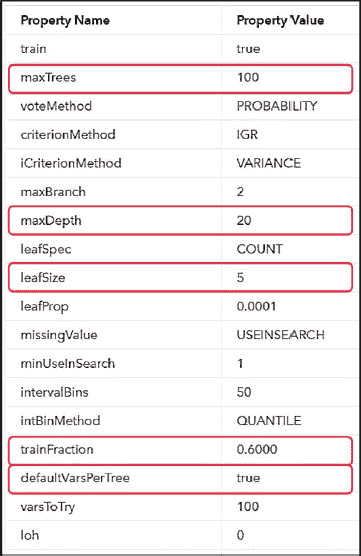 Property Name Property Value
train true
maxTrees 100
voteMethod PROBABILITY
criterionMethod IGR
iCriterionMethod VARIANCE
maxBranch 2
maxDepth 20
leafSpec COUNT
leafSize 5
leafProp 0.0001
missingValue USEINSEARCH
minUseInSearch 1
intervalBins 50
intBinMethod QUANTILE
trainFraction 0.6000
defaultVarsPerTree true
varsToTry 100
loh 0